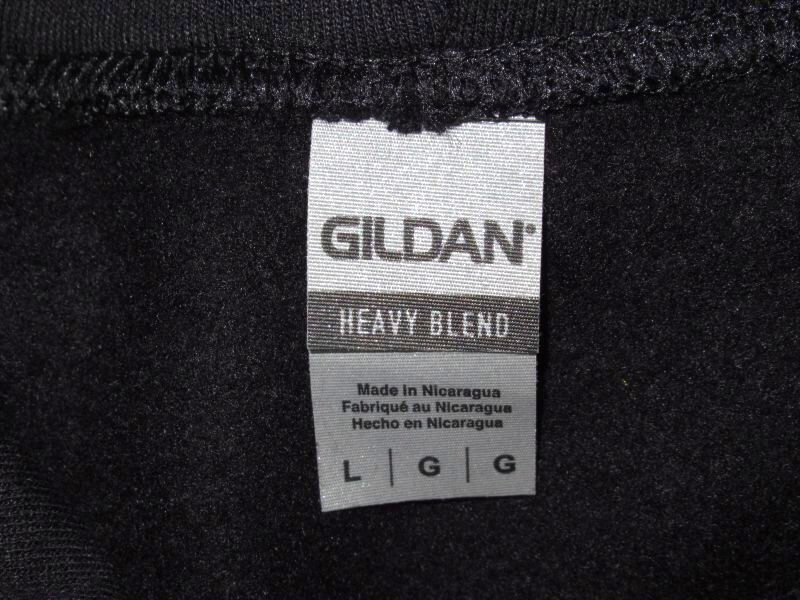 GILDAN®
HEAVY BLEND
Made in Nicaragua
Fabriqué au Nicaragua
Hecho en Nicaragua
L | G | G